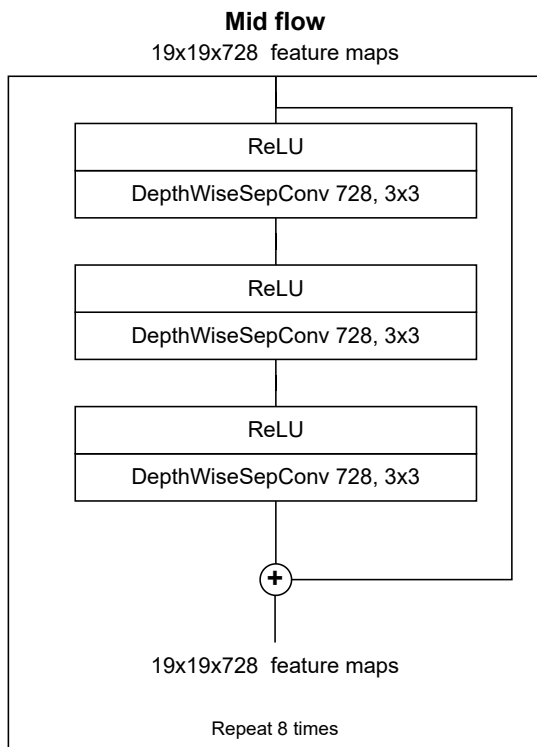 Mid flow
19x19x728 feature maps
ReLU
DepthWiseSepConv 728, 3x3
ReLU
DepthWiseSepConv 728, 3x3
ReLU
DepthWiseSepConv 728, 3x3
+
19x19x728 feature maps
Repeat 8 times